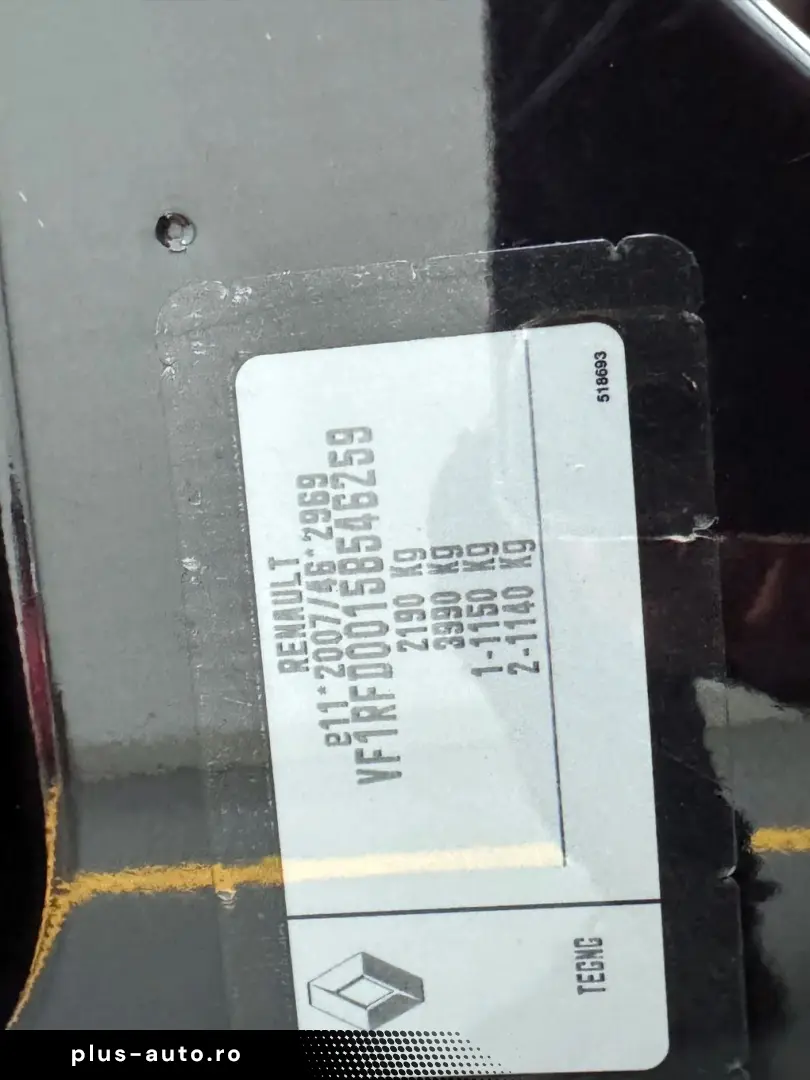 RENAULT
e11*2007/46*2969
VF1RFD00158546259
2190 Kg
3990 Kg
1-1150 Kg
2-1140 Kg
518693
TEGNG
plus-auto.ro